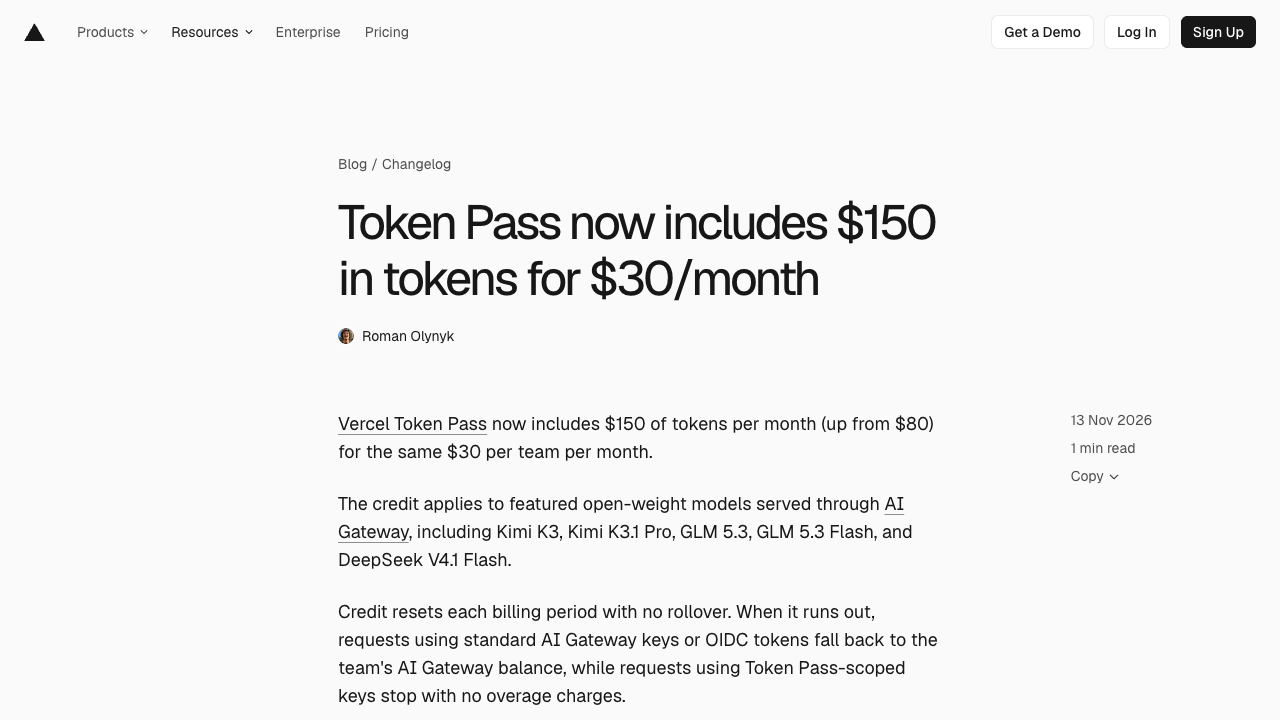 Products
Resources
Enterprise
Pricing
Get a Demo
Log In
Sign Up
Blog / Changelog
Token Pass now includes $150
in tokens for $30/month
Roman Olynyk
Vercel Token Pass now includes $150 of tokens per month (up from $80)
for the same $30 per team per month.
The credit applies to featured open-weight models served through AI
Gateway, including Kimi K3, Kimi K3.1 Pro, GLM 5.3, GLM 5.3 Flash, and
DeepSeek V4.1 Flash.
Credit resets each billing period with no rollover. When it runs out,
requests using standard AI Gateway keys or OIDC tokens fall back to the
team's AI Gateway balance, while requests using Token Pass-scoped
keys stop with no overage charges.
13 Nov 2026
1 min read
Copy